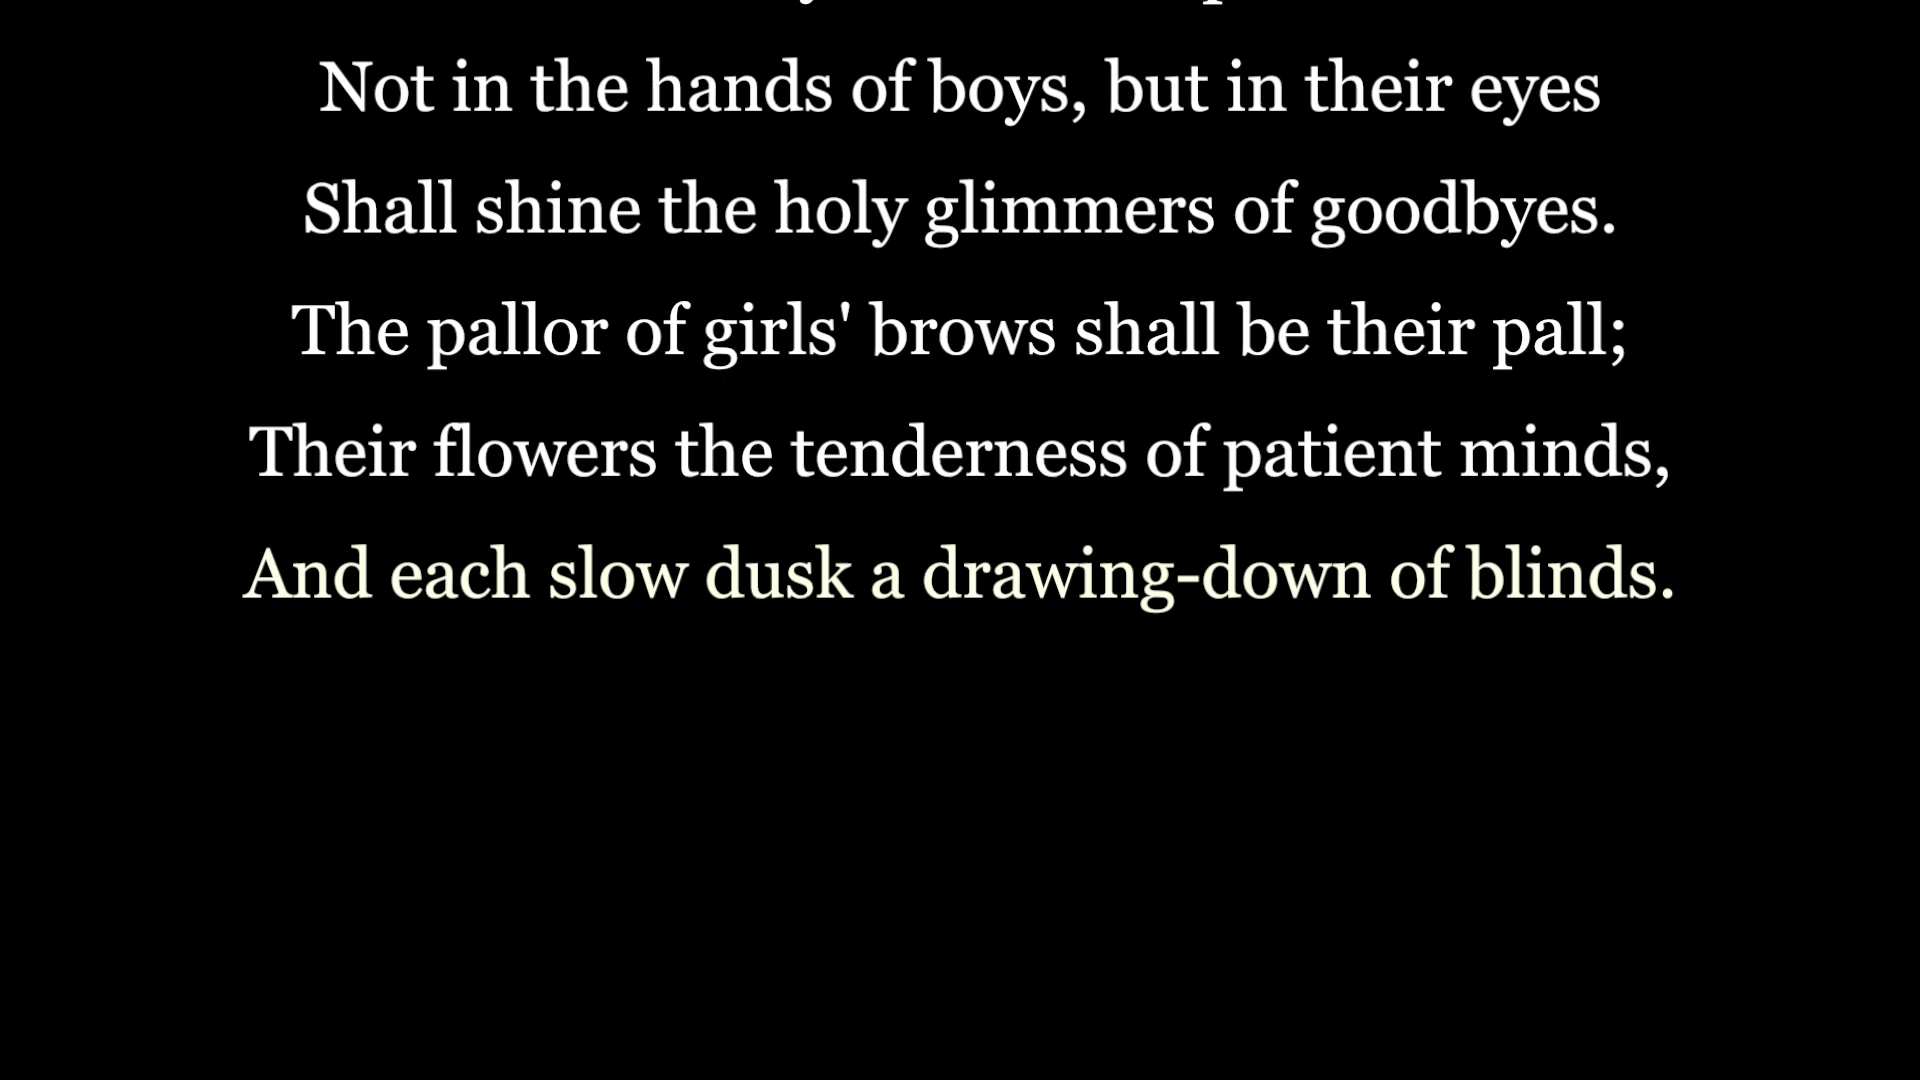 Not in the hands of boys, but in their eyes
Shall shine the holy glimmers of goodbyes.
The pallor of girls' brows shall be their pall;
Their flowers the tenderness of patient minds,
And each slow dusk a drawing-down of blinds.